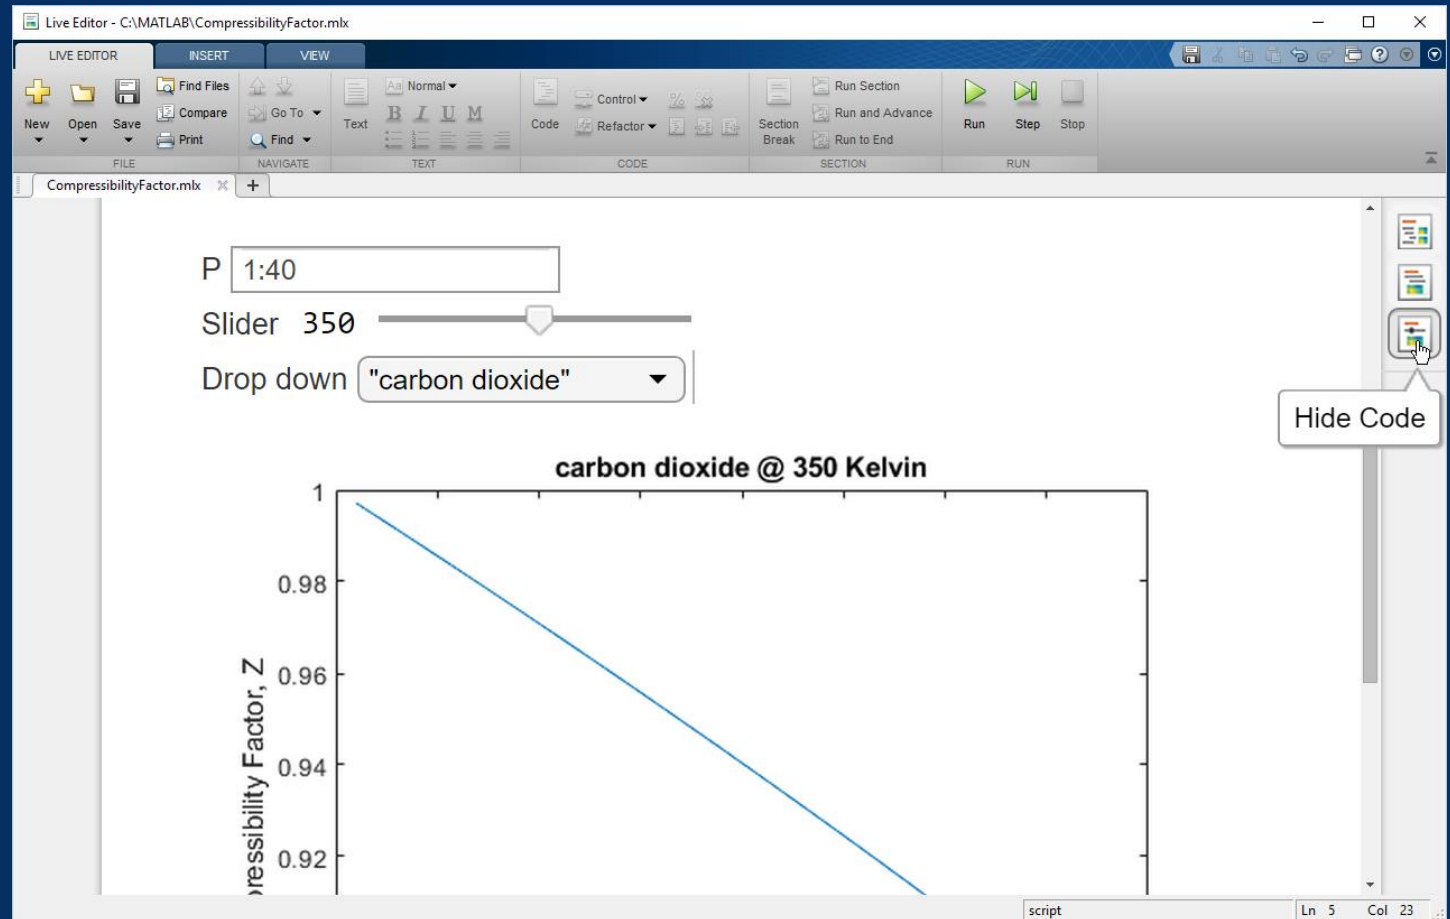 Live Editor - C:\MATLAB\CompressibilityFactor.mlx
LIVE EDITOR INSERT VIEW
New
Open
Save
Find Files
Compare
Print
FILE
Go To
Find
NAVIGATE
Text
Aa Normal
B I U M
TEXT
Code
Control
Refactor
CODE
Section
Break
Run Section
Run and Advance
Run to End
SECTION
Run
Step
Stop
RUN
CompressibilityFactor.mlx
P 1:40
Slider 350
Drop down "carbon dioxide"
Hide Code
carbon dioxide @ 350 Kelvin
1
0.98
0.96
0.94
0.92
pressibility Factor, Z
script
Ln 5 Col 23